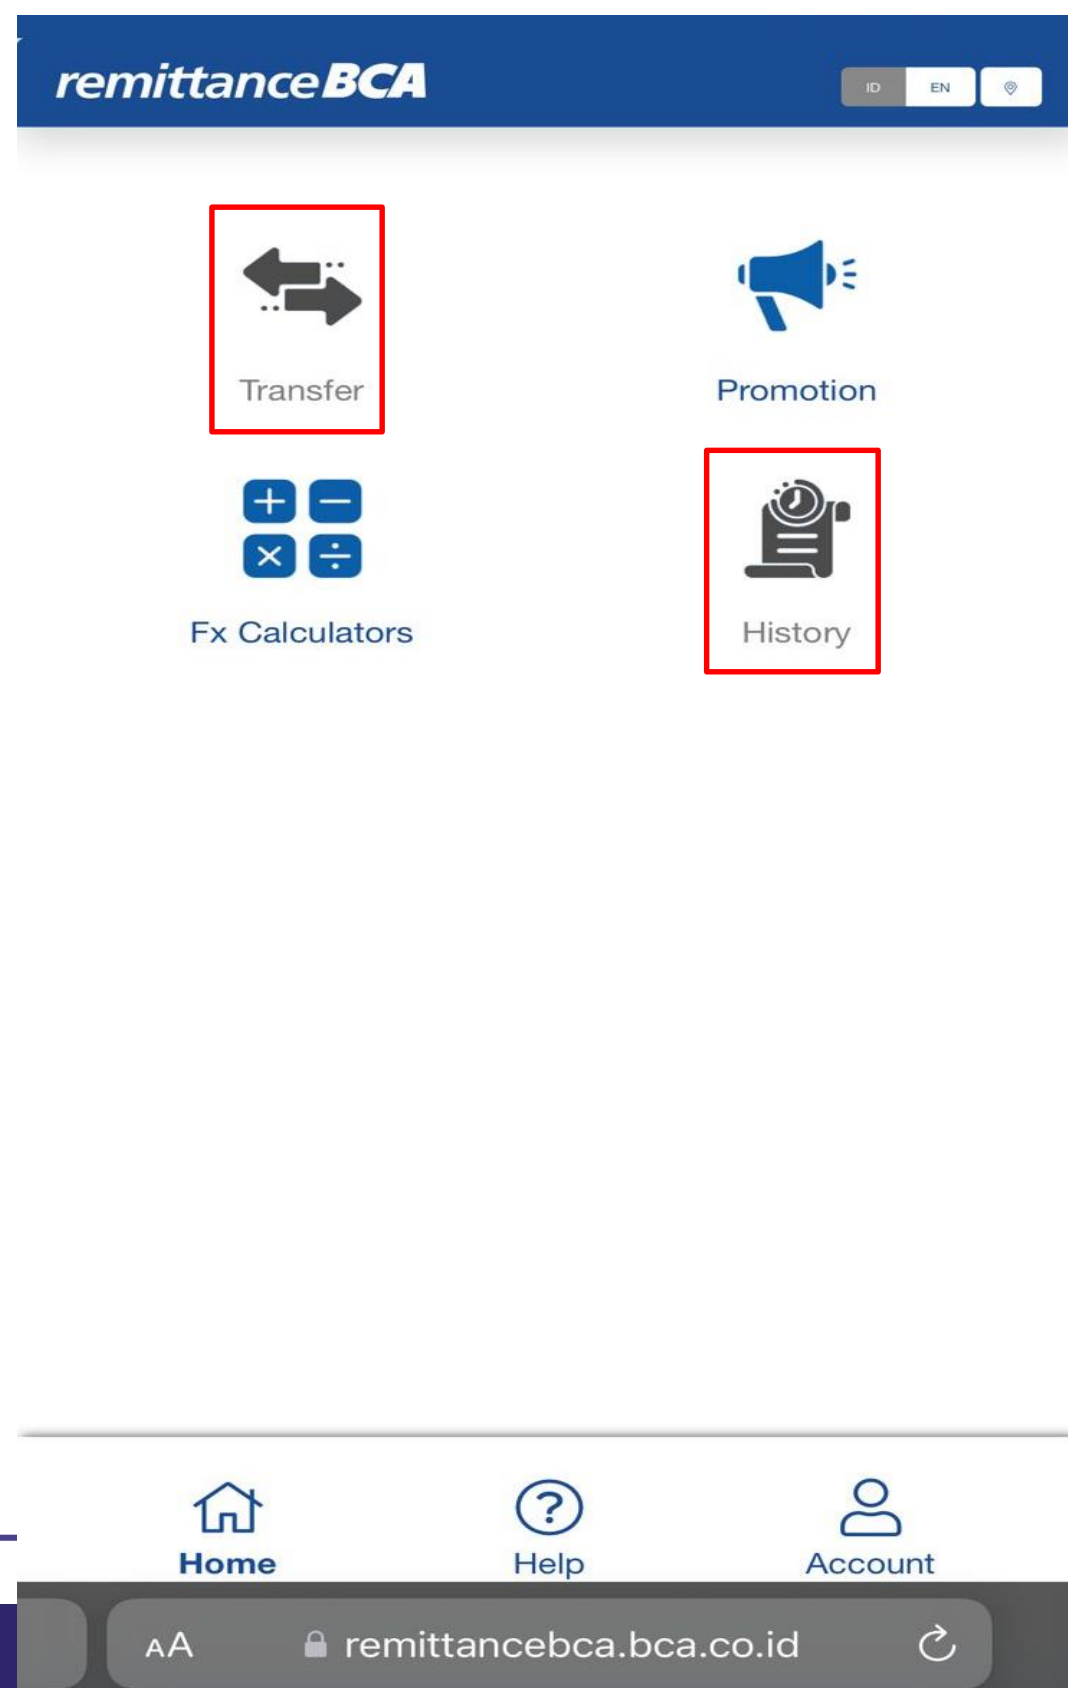 remittanceBCA
ID EN
Transfer
Promotion
Fx Calculators
History
Home
Help
Account
AA remittancebca.bca.co.id